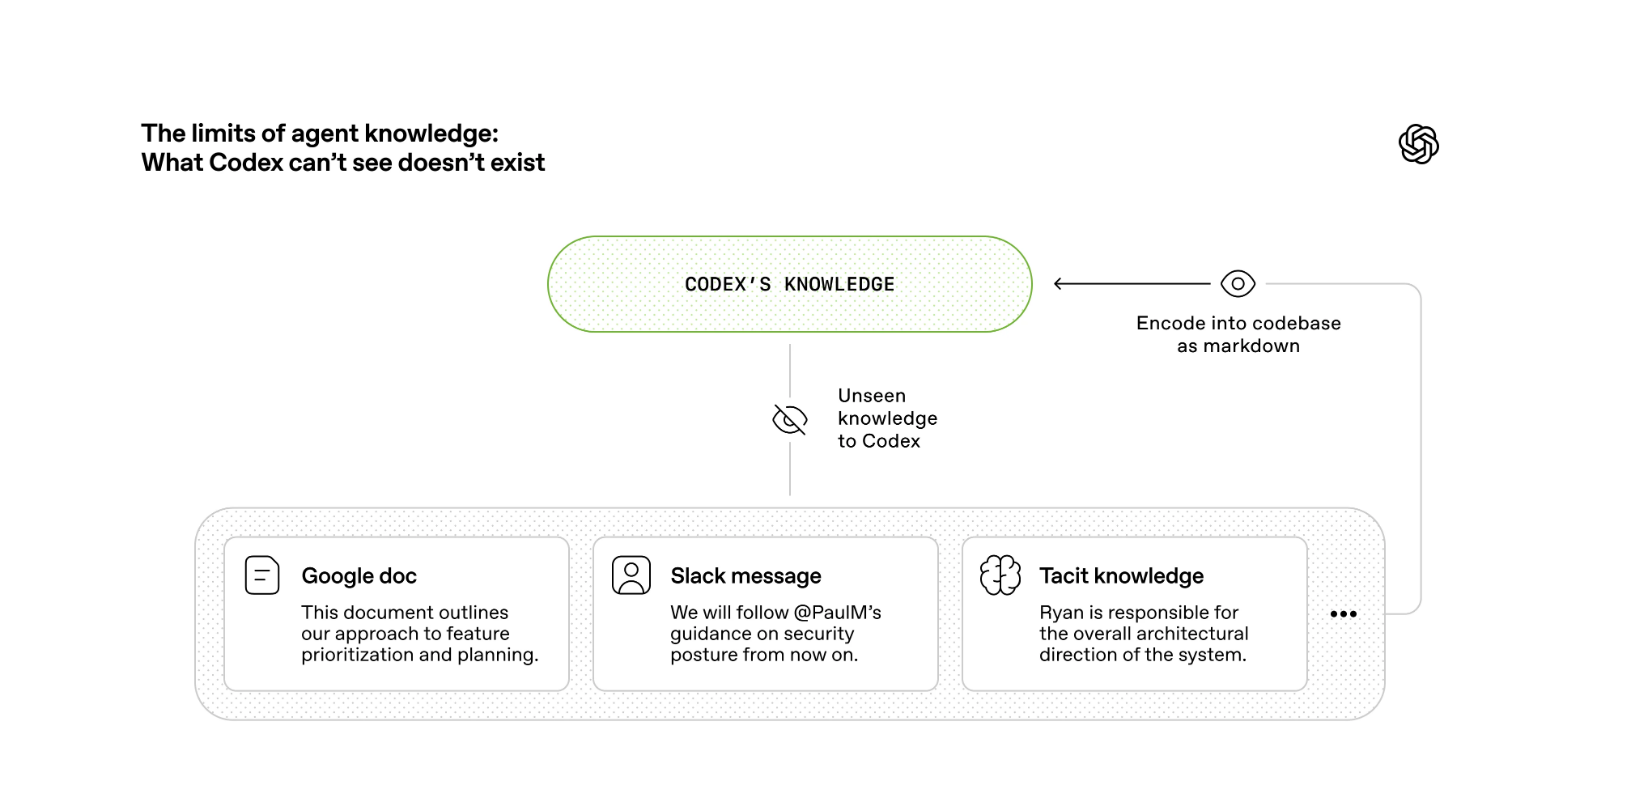 The limits of agent knowledge:
What Codex can’t see doesn’t exist
CODEX’S KNOWLEDGE
Encode into codebase
as markdown
Unseen
knowledge
to Codex
Google doc
This document outlines
our approach to feature
prioritization and planning.
Slack message
We will follow @PaulM’s
guidance on security
posture from now on.
Tacit knowledge
Ryan is responsible for
the overall architectural
direction of the system.
•••